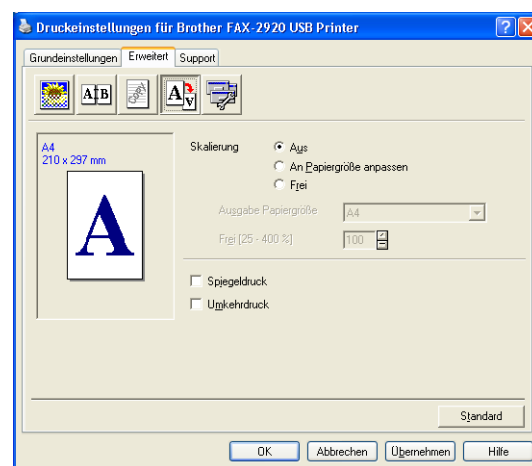 Druckeinstellungen für Brother FAX-2920 USB Printer
Grundeinstellungen Erweitert Support
A B
A V
A4
210 x 297 mm
A
Skalierung Aus
An Papiergröße anpassen
Frei
Ausgabe Papiergröße A4
Frei [25 - 400 %] 100
Spiegeldruck
Umkehrdruck
Standard
OK Abbrechen Übernehmen Hilfe